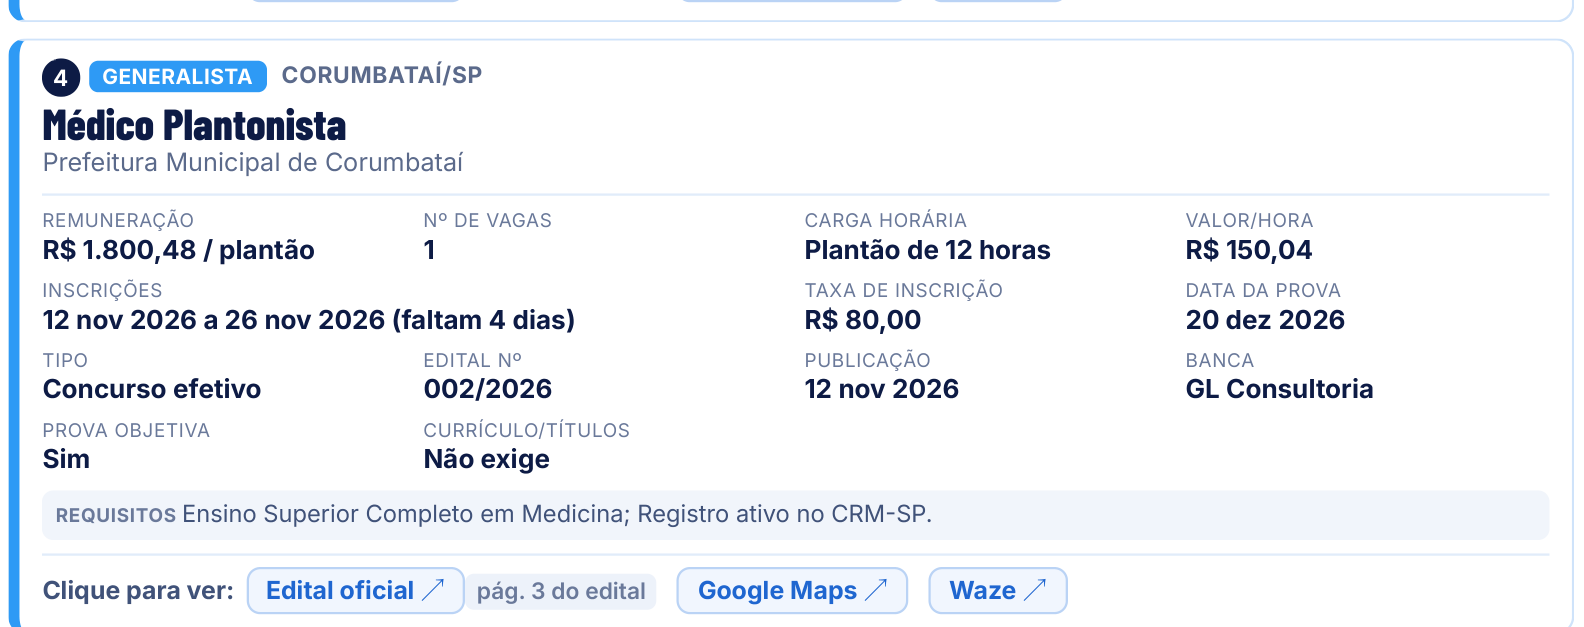 4 GENERALISTA CORUMBATAÍ/SP
Médico Plantonista
Prefeitura Municipal de Corumbataí
REMUNERAÇÃO Nº DE VAGAS CARGA HORÁRIA VALOR/HORA
R$ 1.800,48 / plantão 1 Plantão de 12 horas R$ 150,04
INSCRIÇÕES TAXA DE INSCRIÇÃO DATA DA PROVA
12 nov 2026 a 26 nov 2026 (faltam 4 dias) R$ 80,00 20 dez 2026
TIPO EDITAL Nº PUBLICAÇÃO BANCA
Concurso efetivo 002/2026 12 nov 2026 GL Consultoria
PROVA OBJETIVA CURRÍCULO/TÍTULOS
Sim Não exige
REQUISITOS Ensino Superior Completo em Medicina; Registro ativo no CRM-SP.
Clique para ver: Edital oficial ↗ pág. 3 do edital Google Maps ↗ Waze ↗